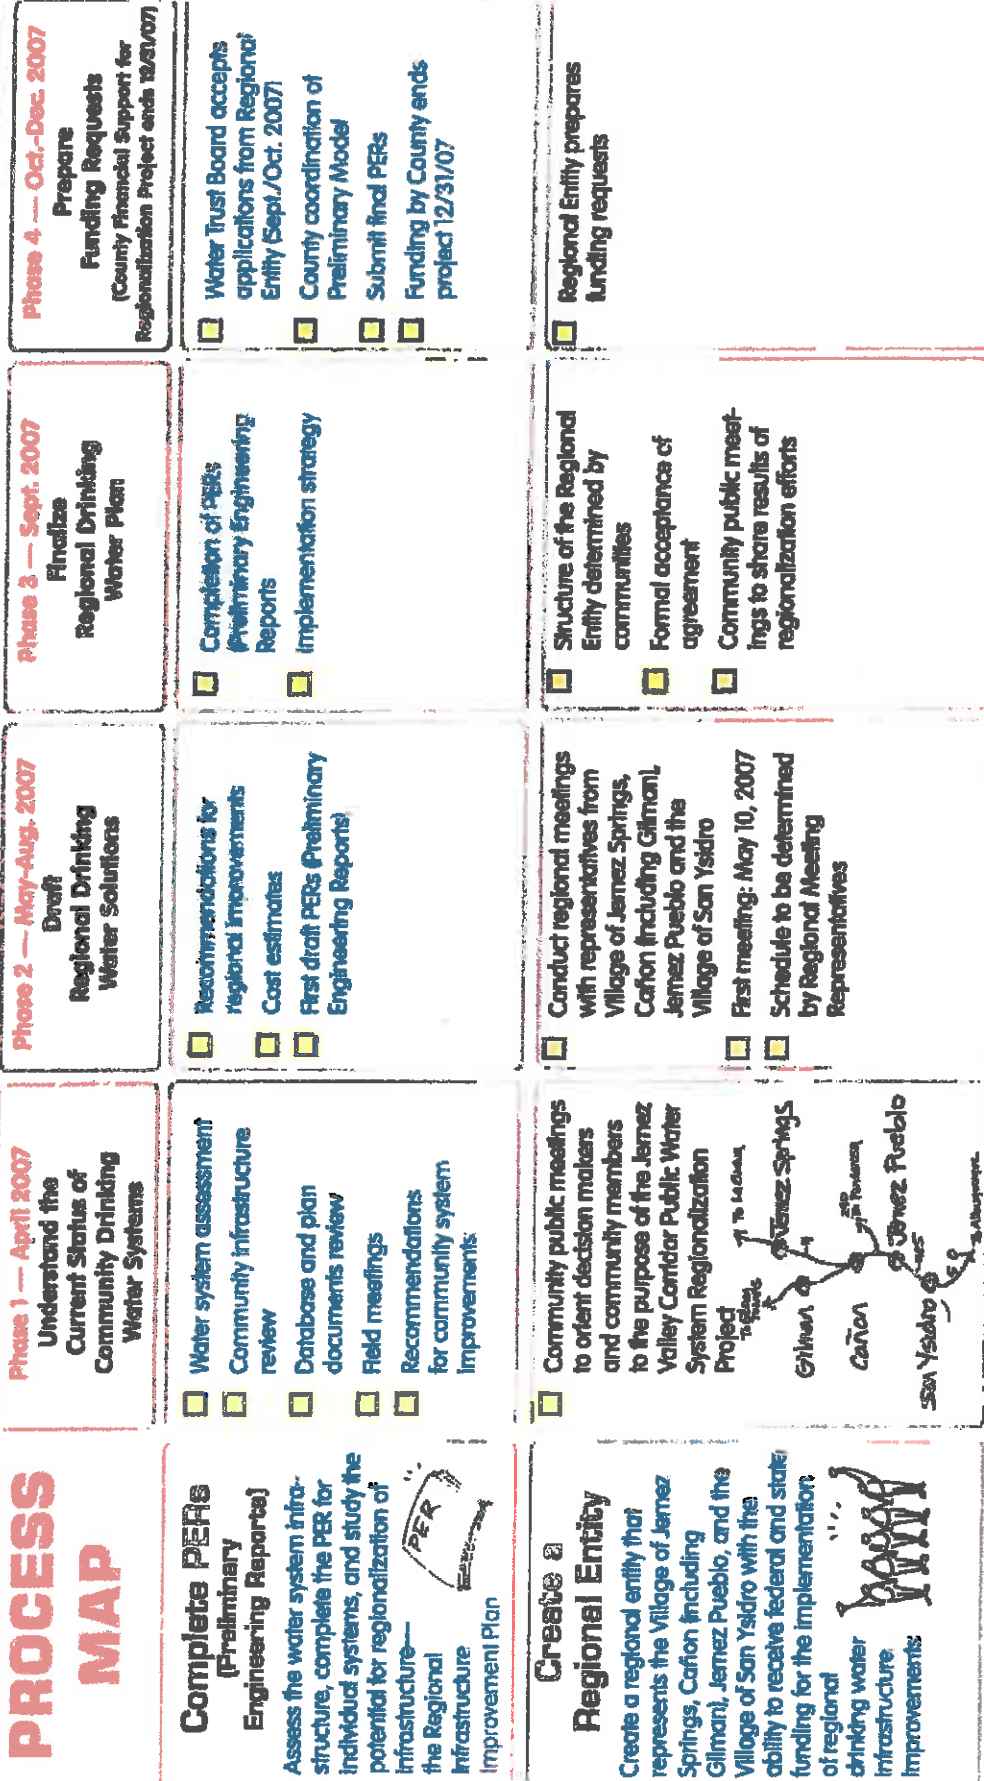 PROCESS
MAP
Phase 1 — April 2007
Understand the
Current Status of
Community Drinking
Water Systems
Phase 2 — May-Aug. 2007
Draft
Regional Drinking
Water Solutions
Phase 3 — Sept. 2007
Finalize
Regional Drinking
Water Plan
Phase 4 — Oct.-Dec. 2007
Prepare
Funding Requests
(County Financial Support for
Regionalization Project ends 12/31/07)
Complete PERs
(Preliminary
Engineering Reports)
Assess the water system infra-
structure, complete the PER for
individual systems, and study the
potential for regionalization of
infrastructure—
the Regional
Infrastructure
Improvement Plan
PER
Water system assessment
Community infrastructure
review
Database and plan
documents review
Field meetings
Recommendations
for community system
improvements
Recommendations for
regional improvements
Cost estimates
First draft PERs (Preliminary
Engineering Reports)
Completion of PERs
(Preliminary Engineering
Reports
Implementation strategy
Water Trust Board accepts
applications from Regional
Entity (Sept./Oct. 2007)
County coordination of
Preliminary Model
Submit final PERs
Funding by County ends
project 12/31/07
Create a
Regional Entity
Create a regional entity that
represents the Village of Jemez
Springs, Cañon (including
Gilman), Jemez Pueblo, and the
Village of San Ysidro with the
ability to receive federal and state
funding for the implementation
of regional
drinking water
infrastructure
improvements
Community public meetings
to orient decision makers
and community members
to the purpose of the Jemez
Valley Corridor Public Water
System Regionalization
Project
To La Cueva
Jemez Springs
Gilman
4
To Ponderosa
Cañon
Jemez Pueblo
San Ysidro
To Albuquerque
Conduct regional meetings
with representatives from
Village of Jemez Springs,
Cañon (including Gilman),
Jemez Pueblo and the
Village of San Ysidro
First meeting: May 10, 2007
Schedule to be determined
by Regional Meeting
Representatives
Structure of the Regional
Entity determined by
communities
Formal acceptance of
agreement
Community public meet-
ings to share results of
regionalization efforts
Regional Entity prepares
funding requests